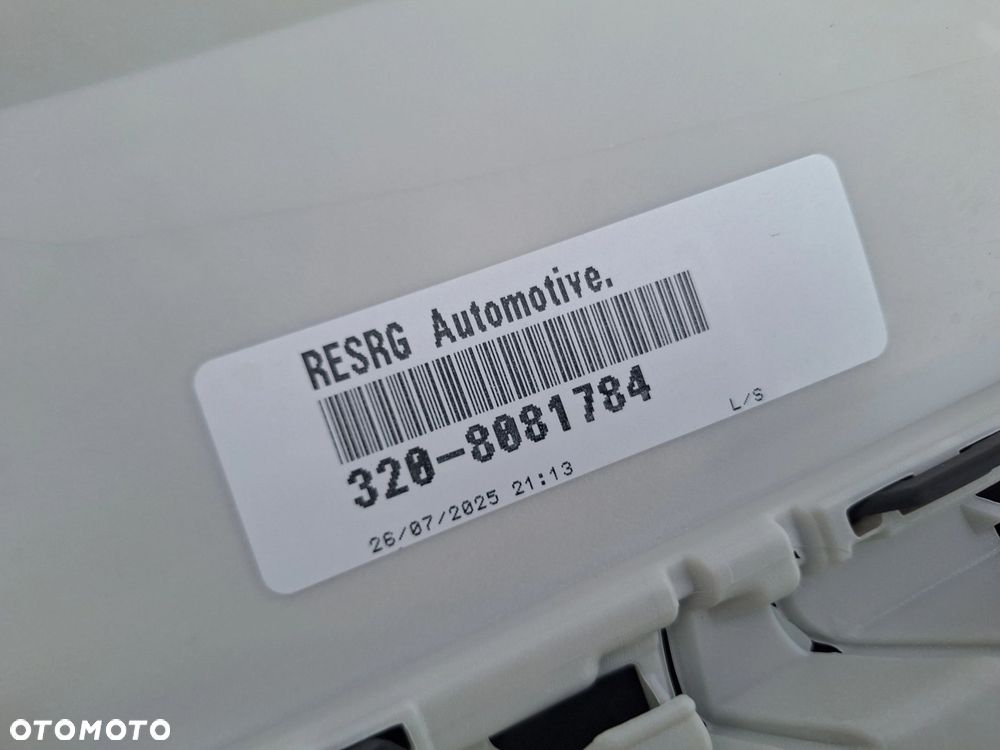 RESRG Automotive.
320-8081784
26/07/2025 21:13
L/S
OTOMOTO